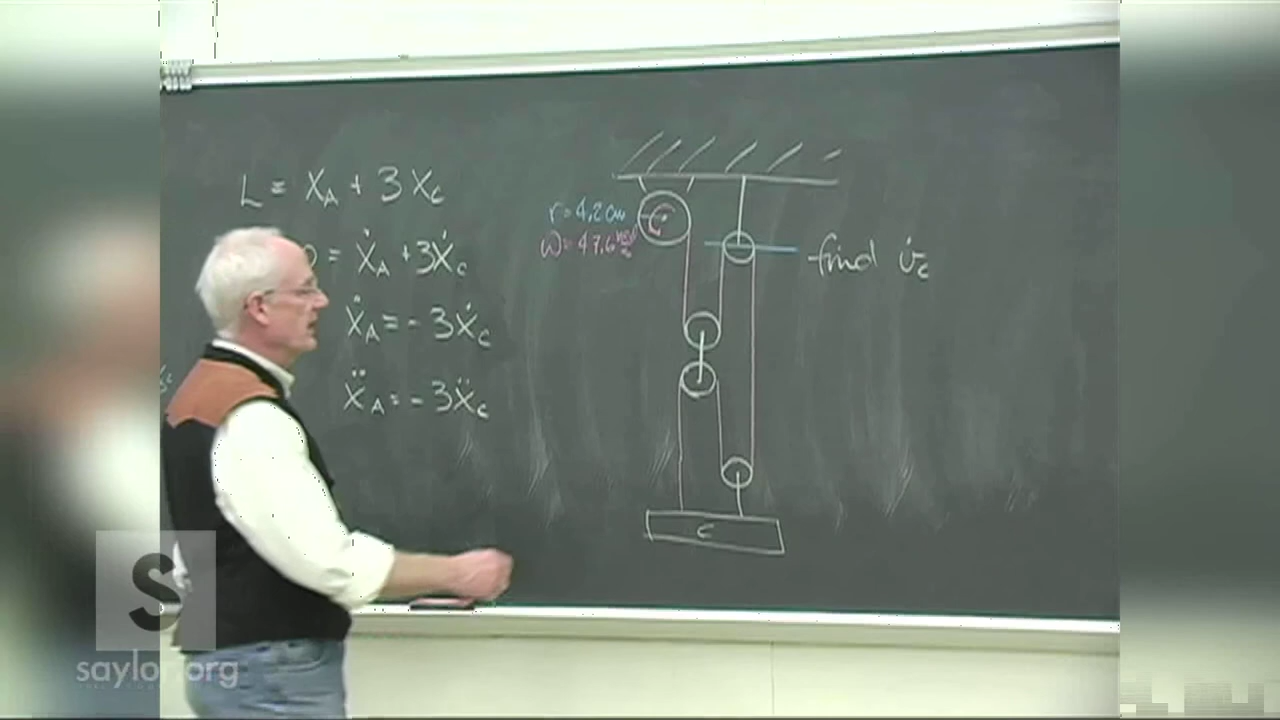 L = X_A + 3 X_C
0 = Ẋ_A + 3Ẋ_C
Ẋ_A = - 3Ẋ_C
Ẍ_A = - 3Ẍ_C
r = 4.2 cm
ω = 47.6 rad/s
find v_C
C
S
saylor.org